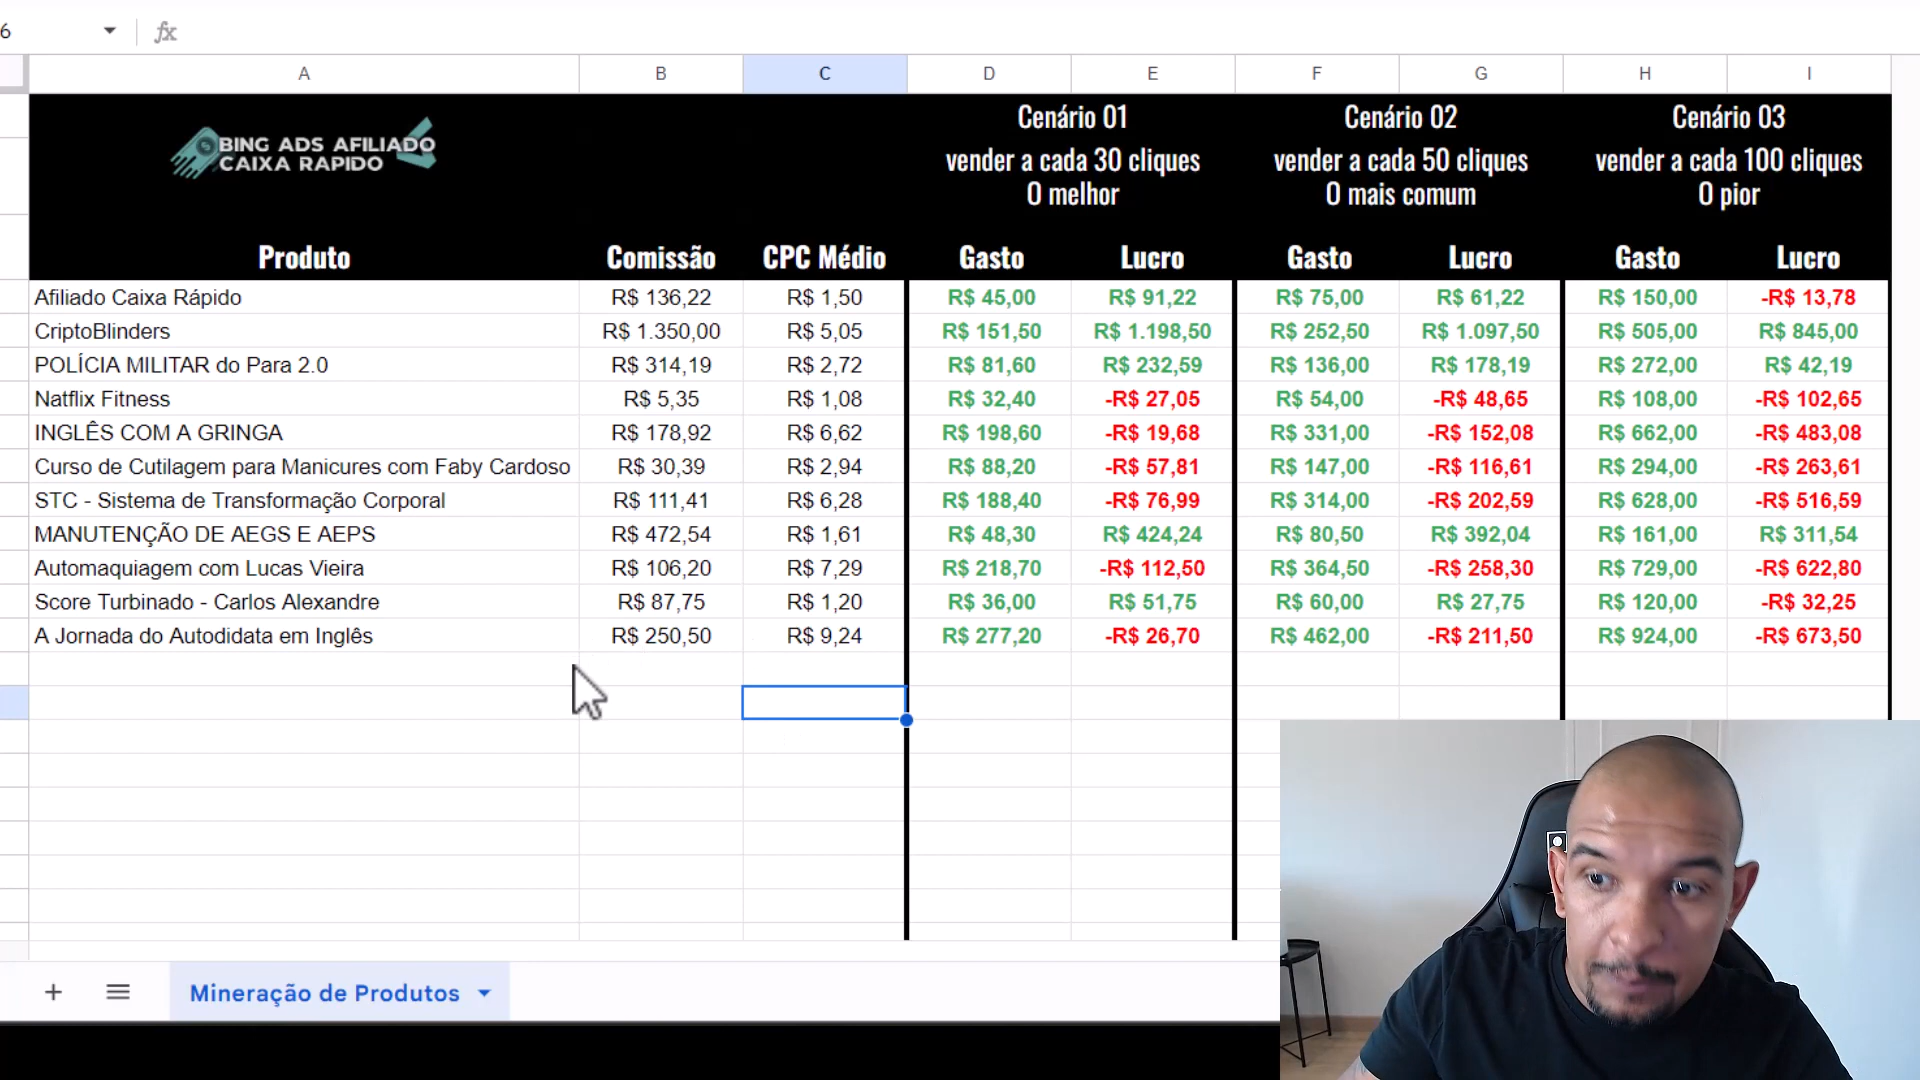 6 fx
A B C D E F G H I
BING ADS AFILIADO
CAIXA RAPIDO
Cenário 01 Cenário 02 Cenário 03
vender a cada 30 cliques vender a cada 50 cliques vender a cada 100 cliques
O melhor O mais comum O pior
Produto Comissão CPC Médio Gasto Lucro Gasto Lucro Gasto Lucro
Afiliado Caixa Rápido R$ 136,22 R$ 1,50 R$ 45,00 R$ 91,22 R$ 75,00 R$ 61,22 R$ 150,00 -R$ 13,78
CriptoBlinders R$ 1.350,00 R$ 5,05 R$ 151,50 R$ 1.198,50 R$ 252,50 R$ 1.097,50 R$ 505,00 R$ 845,00
POLÍCIA MILITAR do Para 2.0 R$ 314,19 R$ 2,72 R$ 81,60 R$ 232,59 R$ 136,00 R$ 178,19 R$ 272,00 R$ 42,19
Natflix Fitness R$ 5,35 R$ 1,08 R$ 32,40 -R$ 27,05 R$ 54,00 -R$ 48,65 R$ 108,00 -R$ 102,65
INGLÊS COM A GRINGA R$ 178,92 R$ 6,62 R$ 198,60 -R$ 19,68 R$ 331,00 -R$ 152,08 R$ 662,00 -R$ 483,08
Curso de Cutilagem para Manicures com Faby Cardoso R$ 30,39 R$ 2,94 R$ 88,20 -R$ 57,81 R$ 147,00 -R$ 116,61 R$ 294,00 -R$ 263,61
STC - Sistema de Transformação Corporal R$ 111,41 R$ 6,28 R$ 188,40 -R$ 76,99 R$ 314,00 -R$ 202,59 R$ 628,00 -R$ 516,59
MANUTENÇÃO DE AEGS E AEPS R$ 472,54 R$ 1,61 R$ 48,30 R$ 424,24 R$ 80,50 R$ 392,04 R$ 161,00 R$ 311,54
Automaquiagem com Lucas Vieira R$ 106,20 R$ 7,29 R$ 218,70 -R$ 112,50 R$ 364,50 -R$ 258,30 R$ 729,00 -R$ 622,80
Score Turbinado - Carlos Alexandre R$ 87,75 R$ 1,20 R$ 36,00 R$ 51,75 R$ 60,00 R$ 27,75 R$ 120,00 -R$ 32,25
A Jornada do Autodidata em Inglês R$ 250,50 R$ 9,24 R$ 277,20 -R$ 26,70 R$ 462,00 -R$ 211,50 R$ 924,00 -R$ 673,50
Mineração de Produtos